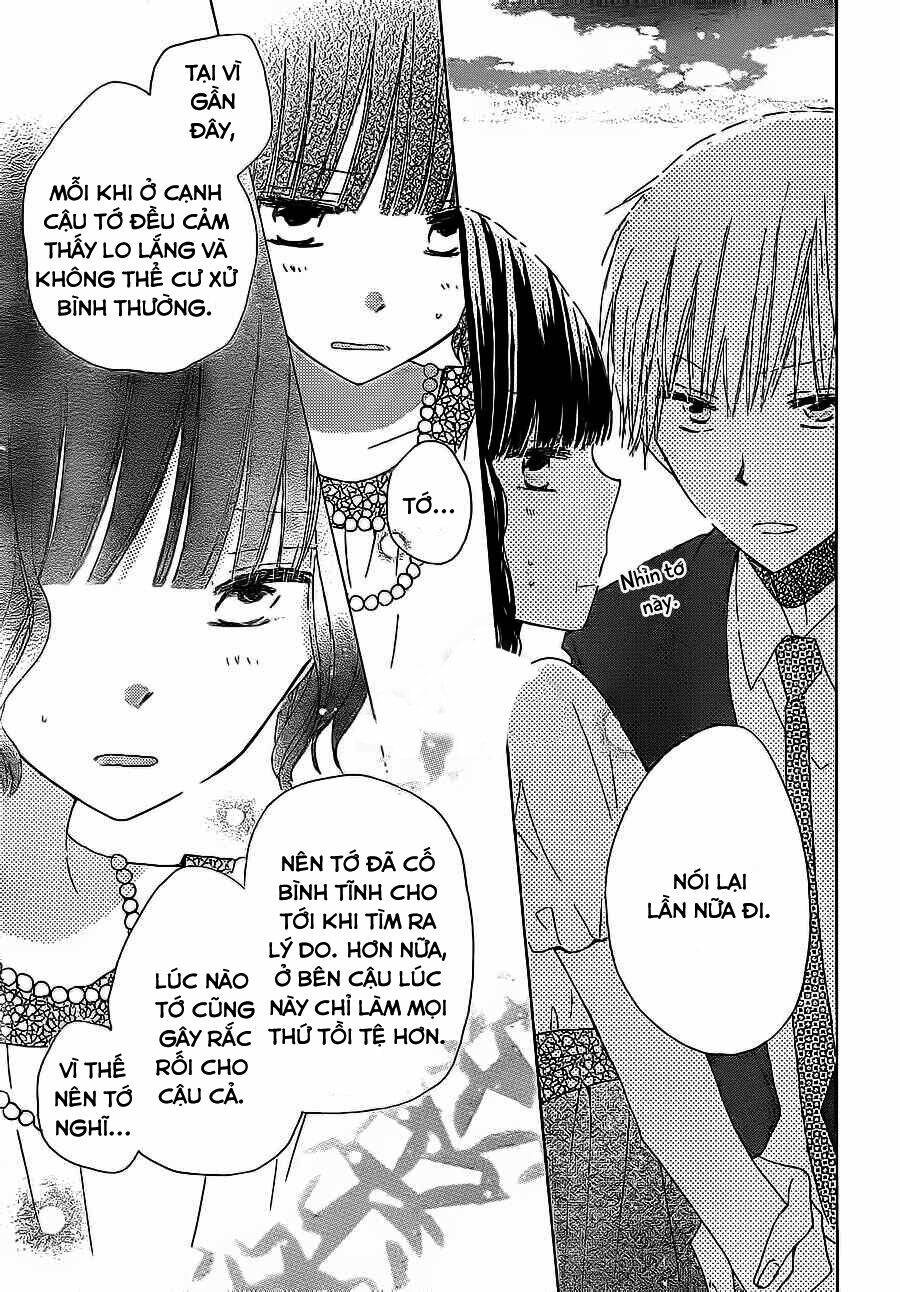 NÓI LẠI
LẦN NỮA ĐI.
Nhìn tớ
này.
TỚ...
TẠI VÌ
GẦN
ĐÂY,
MỖI KHI Ở CẠNH
CẬU TỚ ĐỀU CẢM
THẤY LO LẮNG VÀ
KHÔNG THỂ CƯ XỬ
BÌNH THƯỜNG.
NÊN TỚ ĐÃ CỐ
BÌNH TĨNH CHO
TỚI KHI TÌM RA
LÝ DO. HƠN NỮA,
Ở BÊN CẬU LÚC
NÀY CHỈ LÀM MỌI
THỨ TỒI TỆ HƠN.
LÚC NÀO
TỚ CŨNG
GÂY RẮC
RỐI CHO
CẬU CẢ.
VÌ THẾ
NÊN TỚ
NGHĨ...